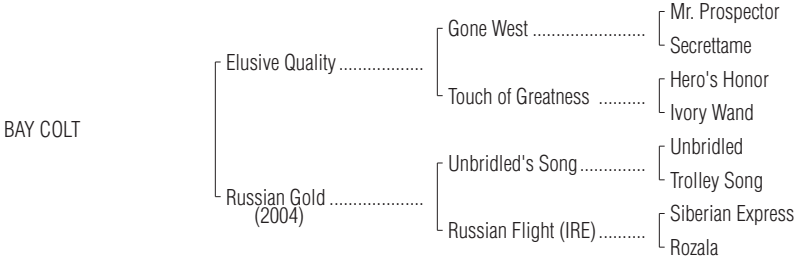 Mr. Prospector
Gone West ........................
Secrettame
Elusive Quality ..................
Hero's Honor
Touch of Greatness ..........
Ivory Wand
BAY COLT
Unbridled
Unbridled's Song ..............
Trolley Song
Russian Gold ....................
(2004)
Siberian Express
Russian Flight (IRE) ..........
Rozala